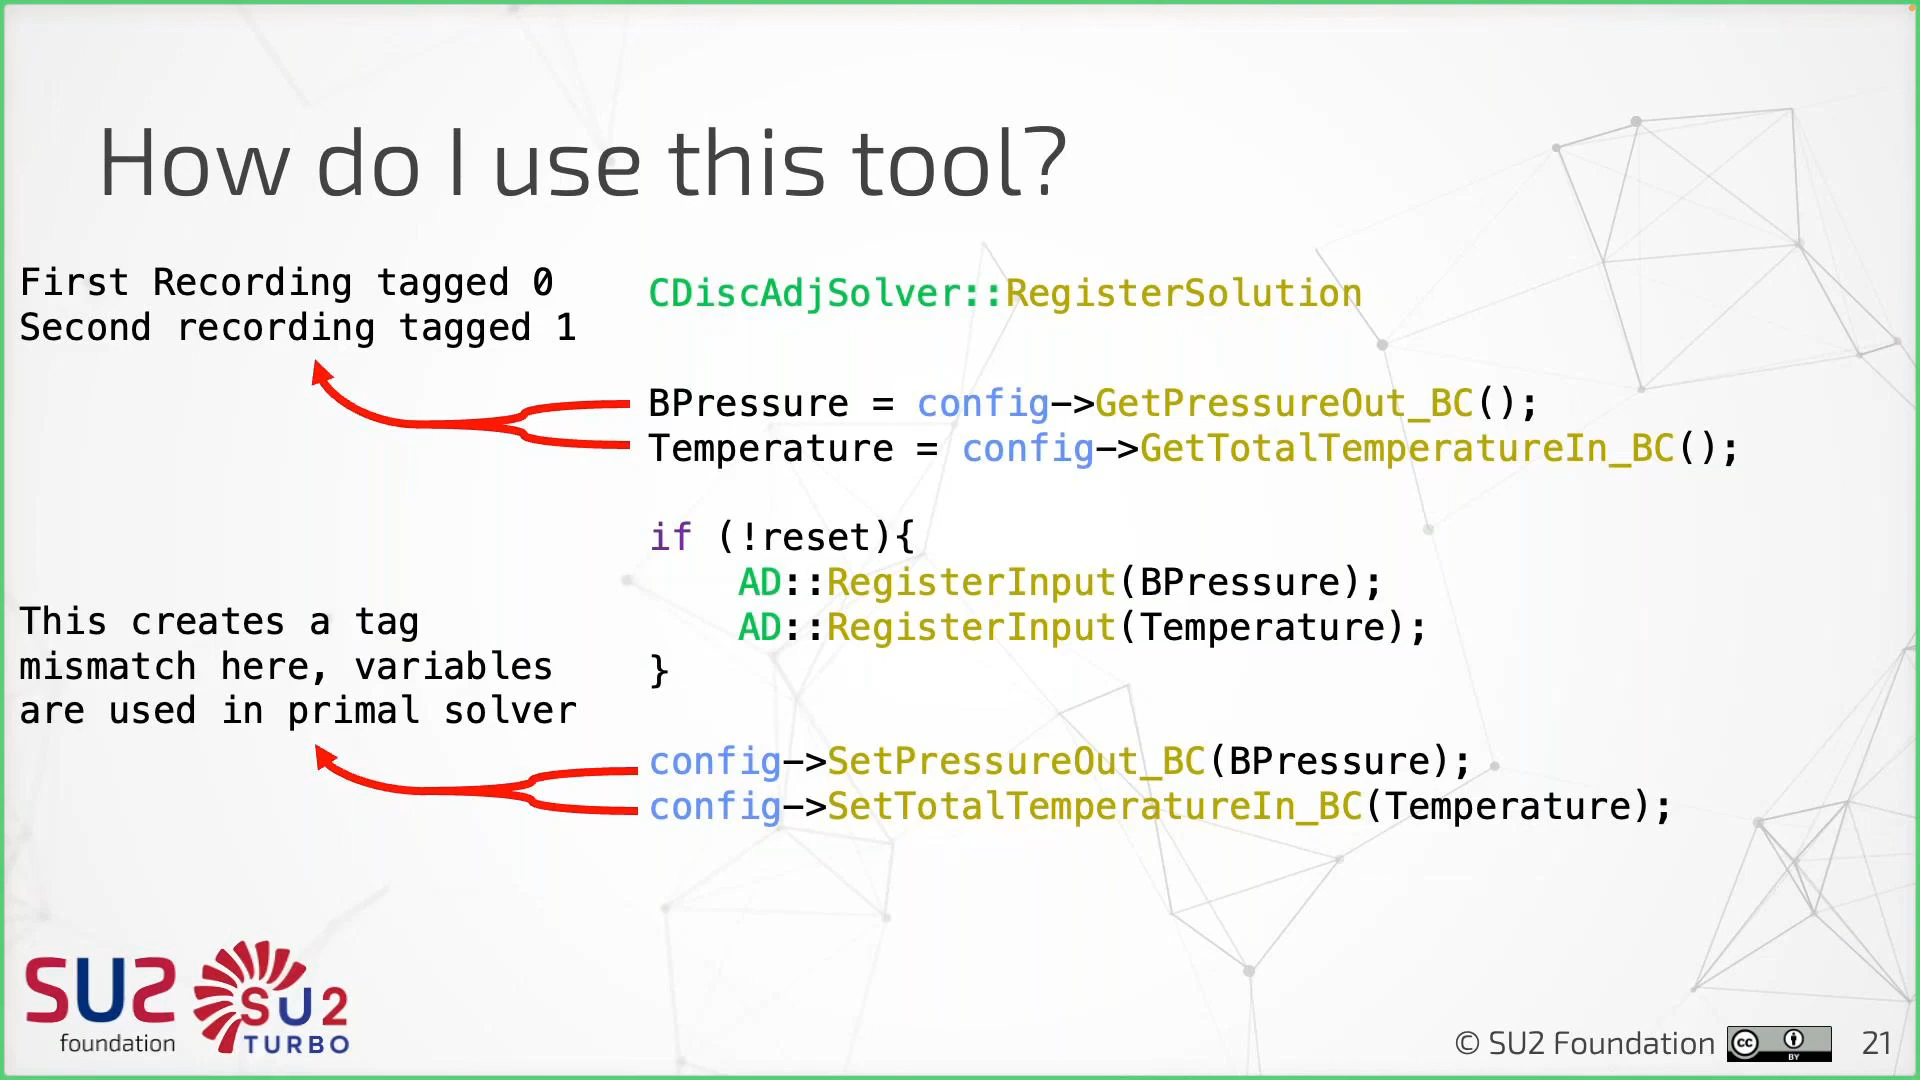 How do I use this tool?
First Recording tagged 0
Second recording tagged 1
CDiscAdjSolver::RegisterSolution
BPressure = config->GetPressureOut_BC();
Temperature = config->GetTotalTemperatureIn_BC();
if (!reset){
AD::RegisterInput(BPressure);
AD::RegisterInput(Temperature);
}
This creates a tag
mismatch here, variables
are used in primal solver
config->SetPressureOut_BC(BPressure);
config->SetTotalTemperatureIn_BC(Temperature);
SU2
foundation
SU2
TURBO
© SU2 Foundation
cc
BY
21